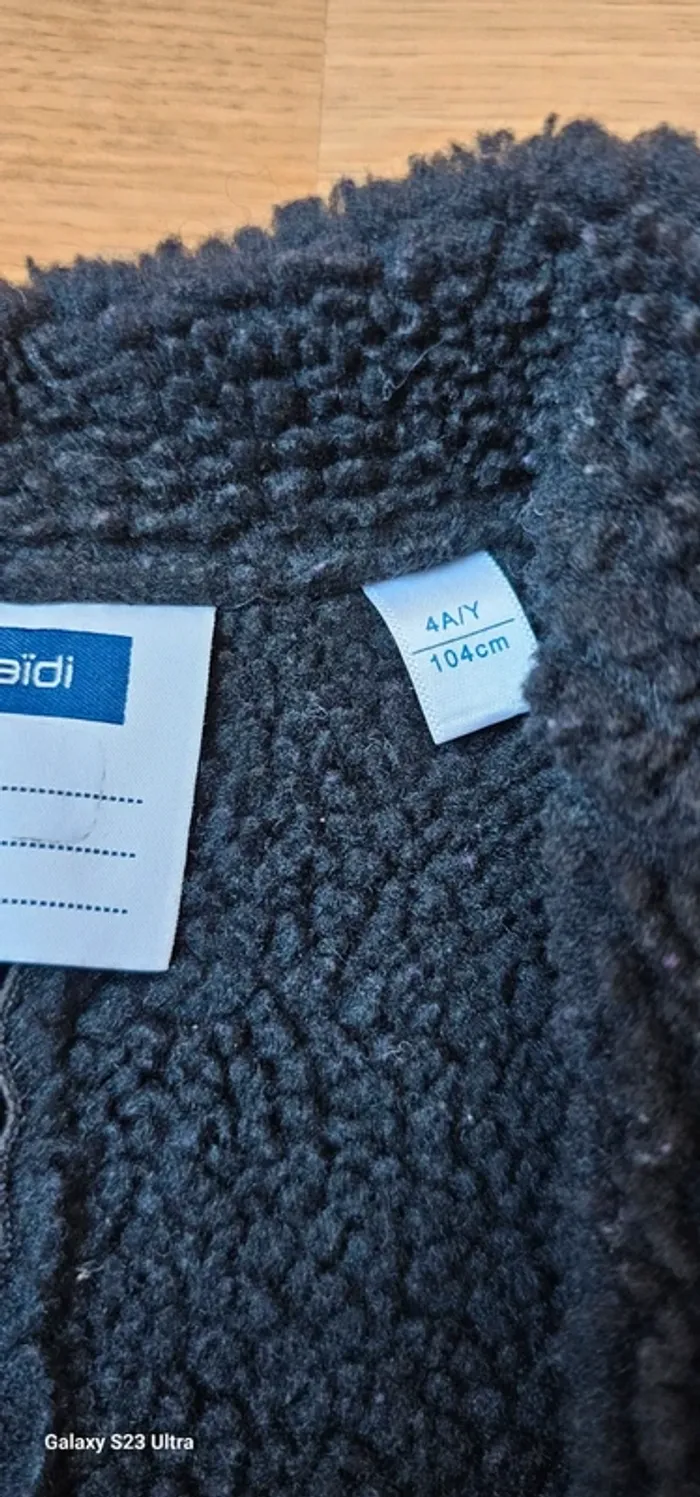 aïdi
4A/Y
104cm
Galaxy S23 Ultra